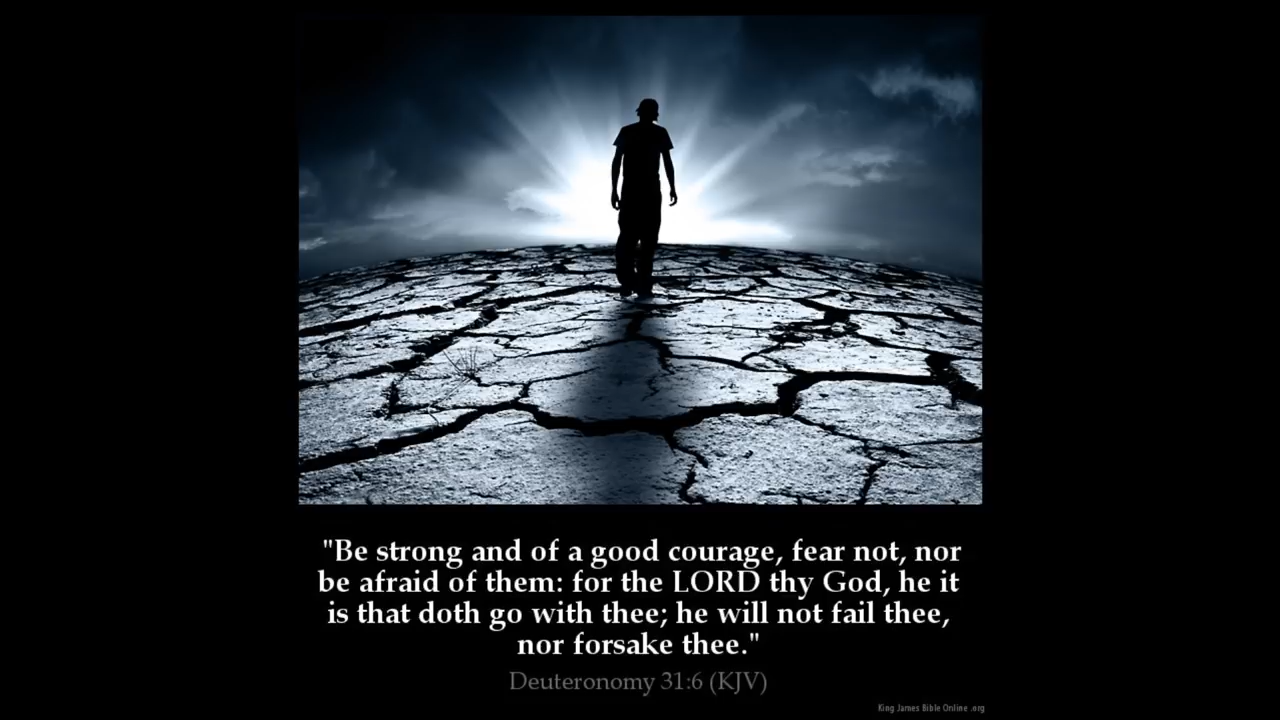 "Be strong and of a good courage, fear not, nor
be afraid of them: for the LORD thy God, he it
is that doth go with thee; he will not fail thee,
nor forsake thee."
Deuteronomy 31:6 (KJV)
King James Bible Online .org